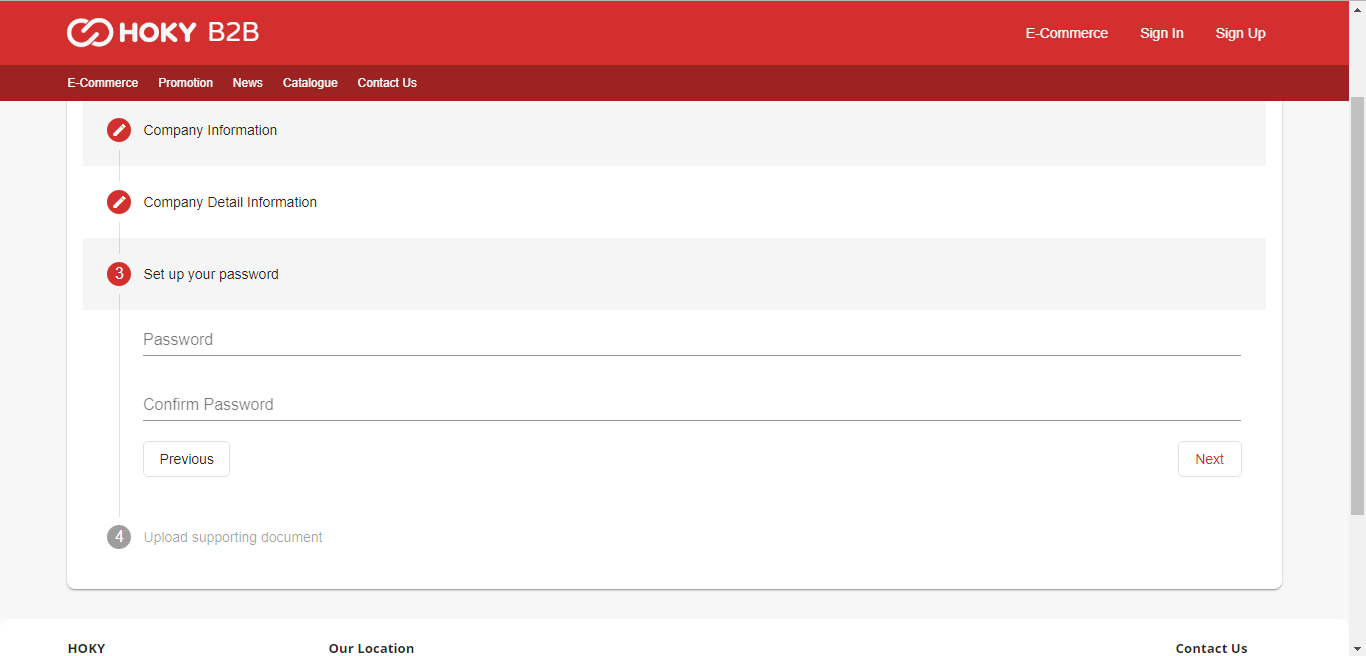 HOKY B2B
E-Commerce Sign In Sign Up
E-Commerce Promotion News Catalogue Contact Us
Company Information
Company Detail Information
3 Set up your password
Password
Confirm Password
Previous Next
4 Upload supporting document
HOKY Our Location Contact Us